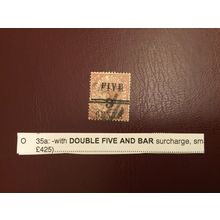 FIVE
O 35a: -with DOUBLE FIVE AND BAR surcharge, sm
£425)